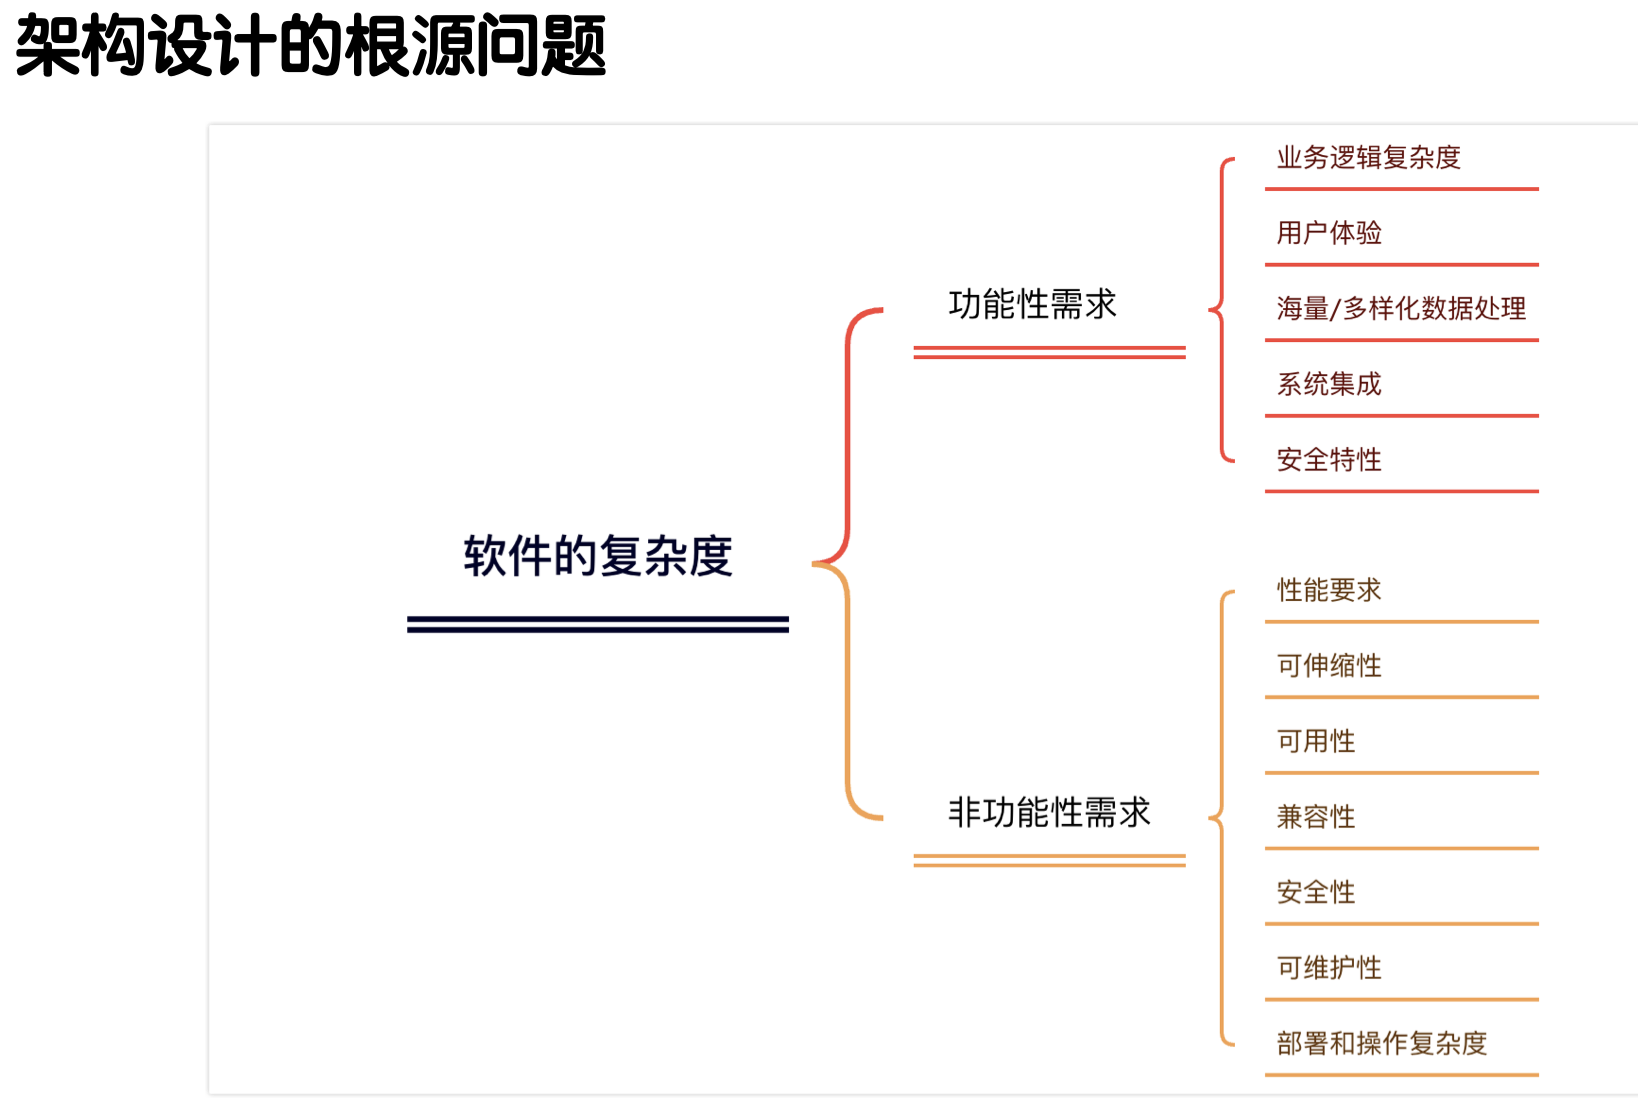 架构设计的根源问题
软件的复杂度
功能性需求
业务逻辑复杂度
用户体验
海量/多样化数据处理
系统集成
安全特性
非功能性需求
性能要求
可伸缩性
可用性
兼容性
安全性
可维护性
部署和操作复杂度